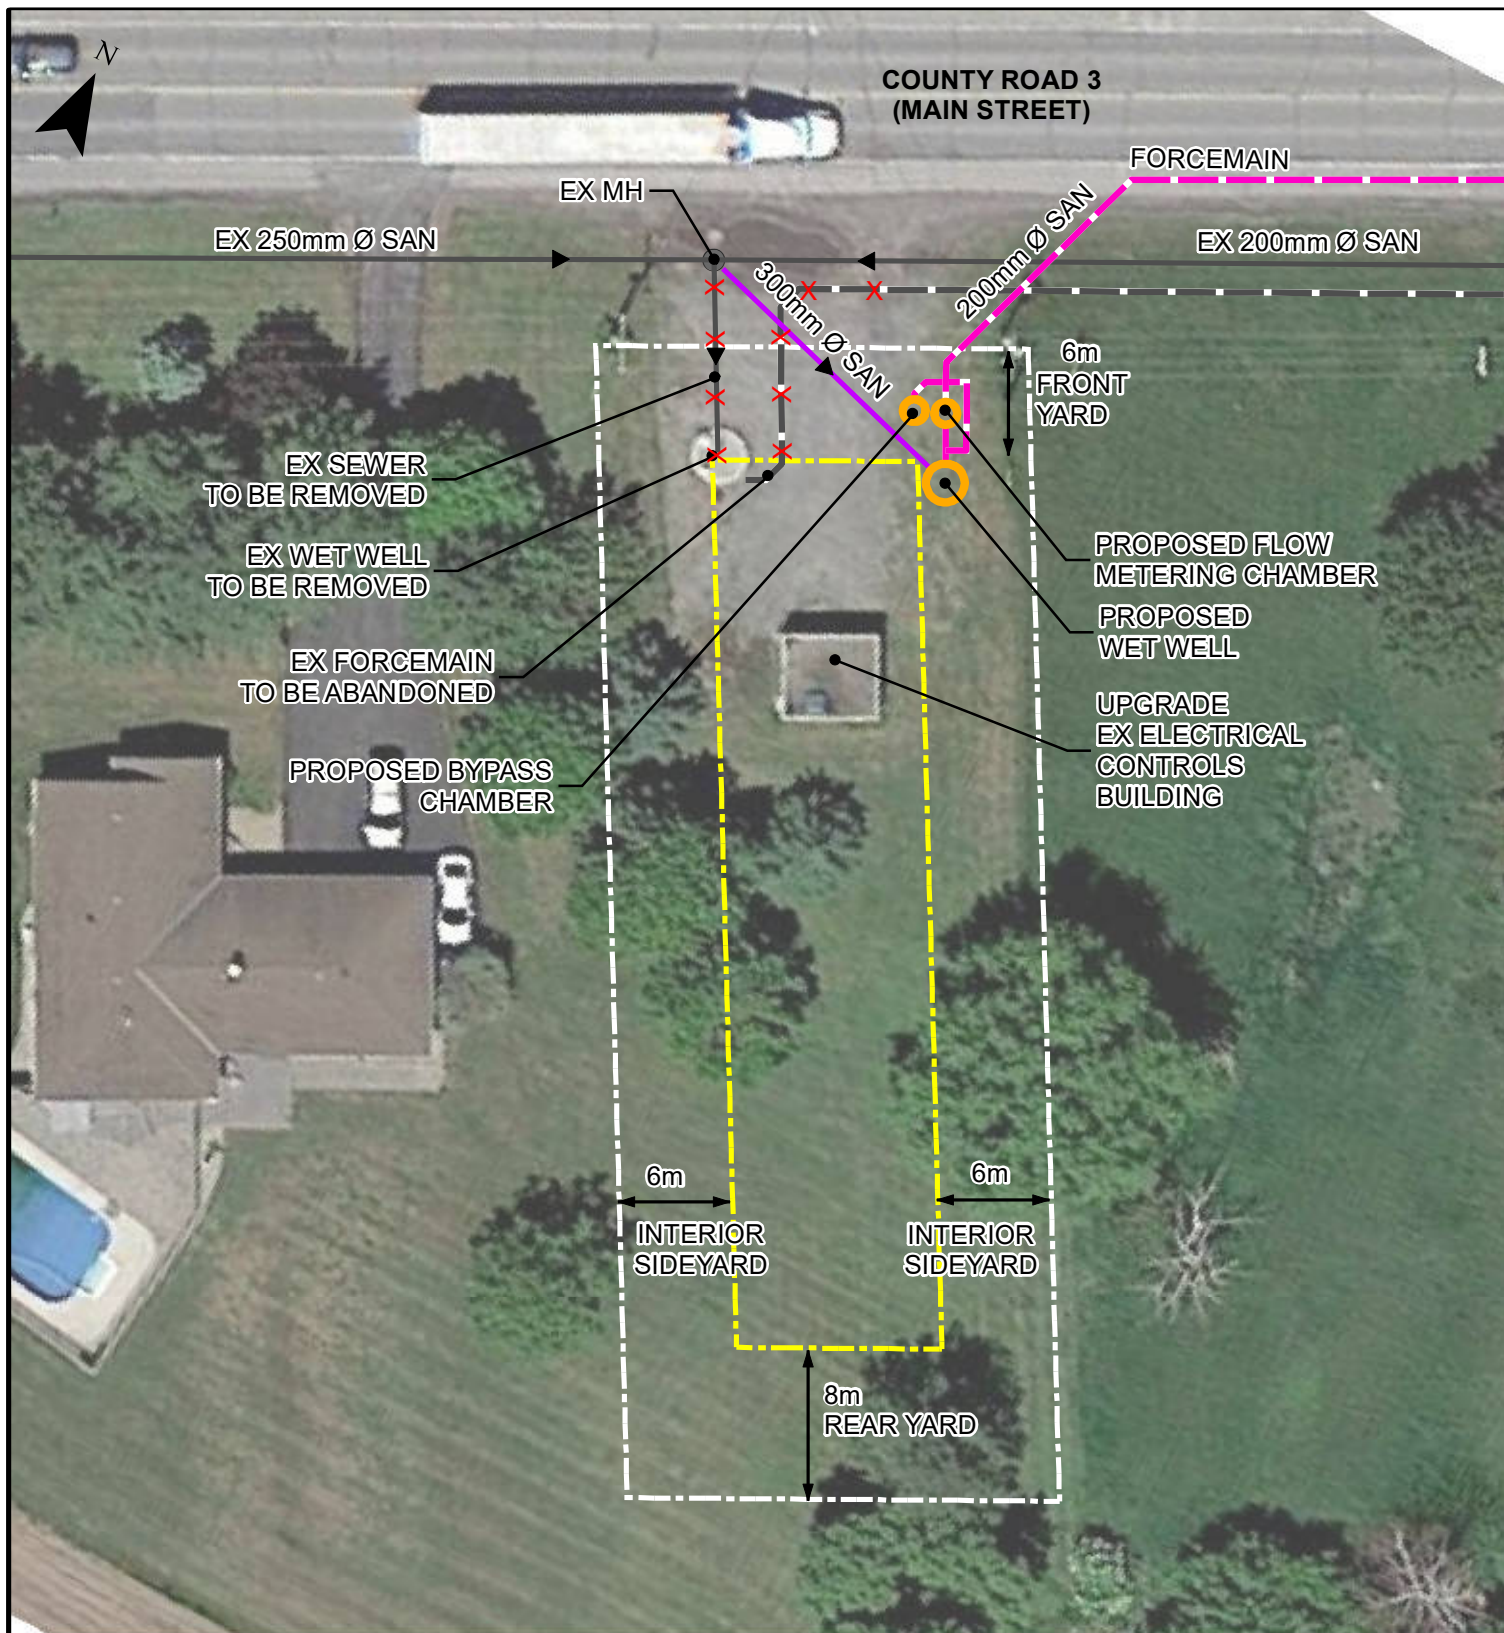 N
COUNTY ROAD 3
(MAIN STREET)
FORCEMAIN
EX MH
200mm Ø SAN
EX 250mm Ø SAN
300mm Ø SAN
EX 200mm Ø SAN
6m
FRONT
YARD
EX SEWER
TO BE REMOVED
EX WET WELL
TO BE REMOVED
PROPOSED FLOW
METERING CHAMBER
PROPOSED
WET WELL
EX FORCEMAIN
TO BE ABANDONED
UPGRADE
EX ELECTRICAL
CONTROLS
BUILDING
PROPOSED BYPASS
CHAMBER
6m
INTERIOR
SIDEYARD
6m
INTERIOR
SIDEYARD
8m
REAR YARD